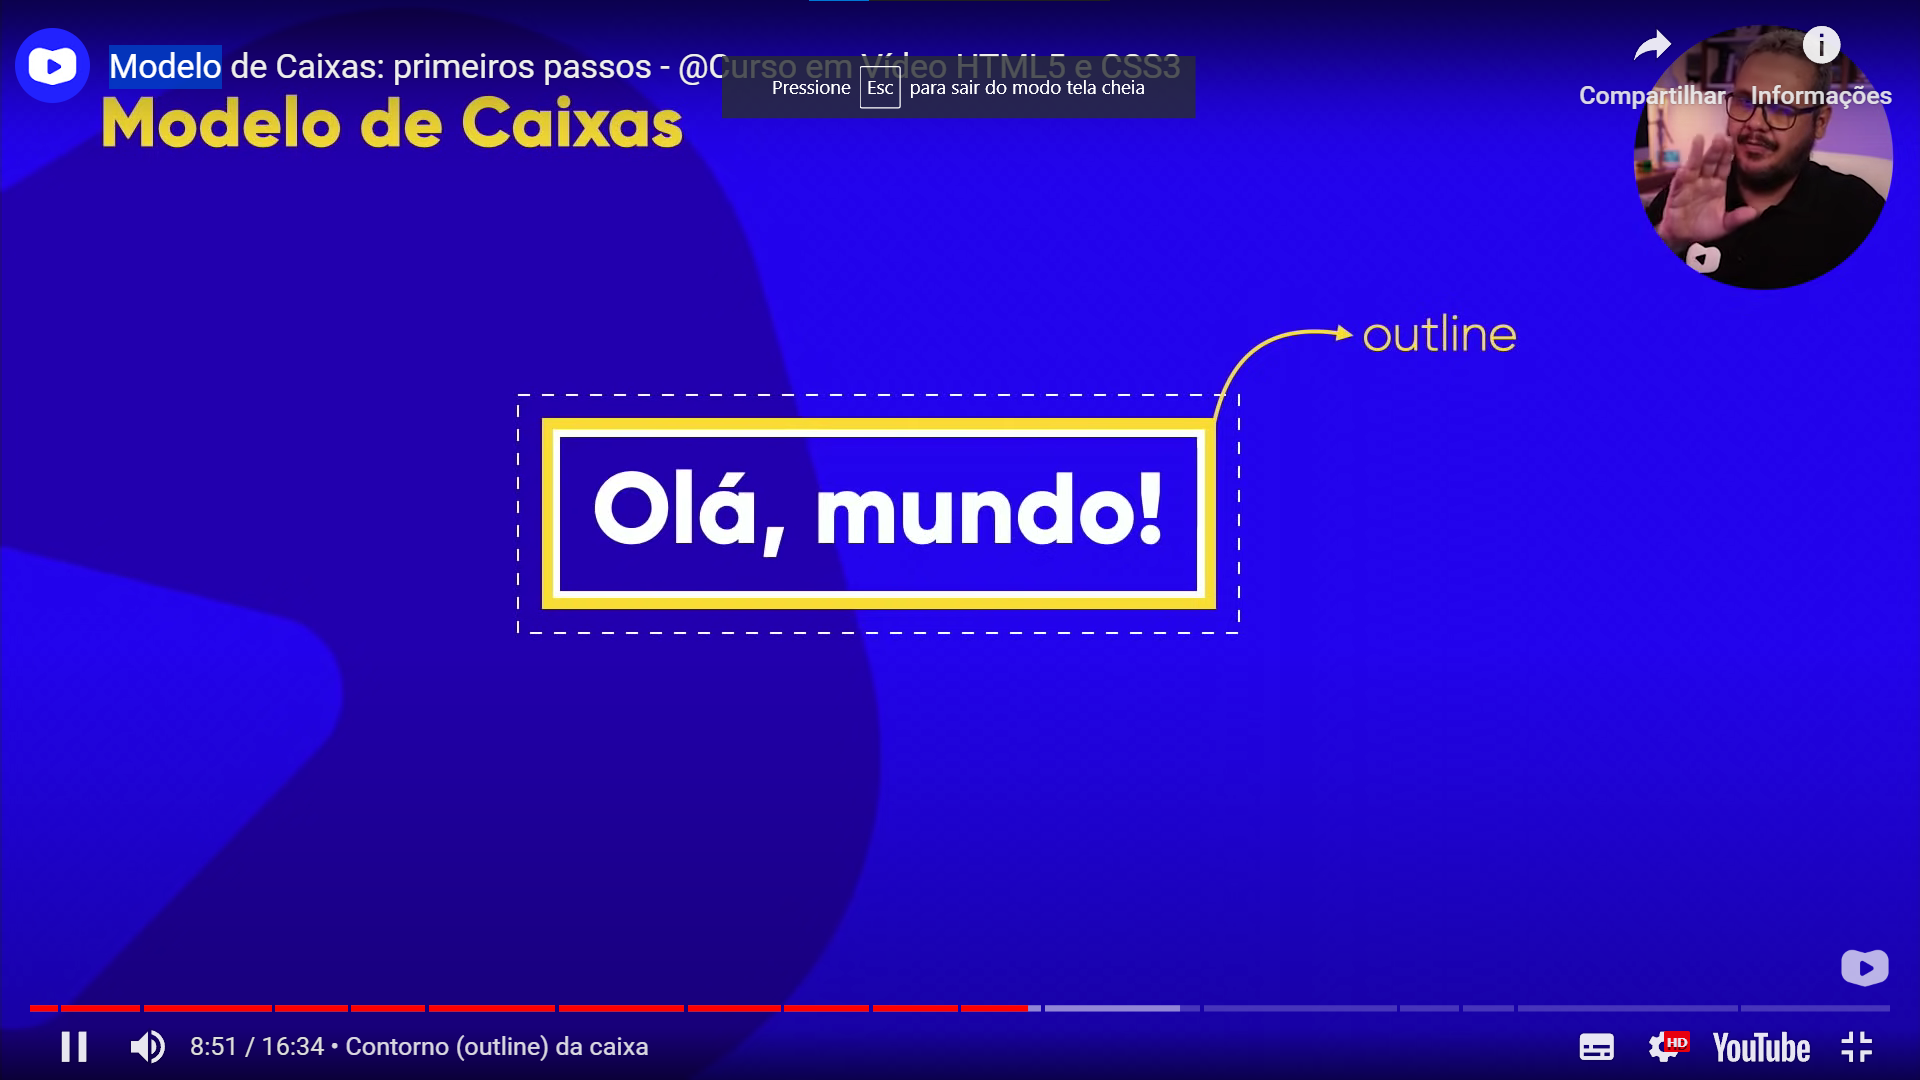 Modelo de Caixas: primeiros passos - @Curso em Vídeo HTML5 e CSS3
Pressione Esc para sair do modo tela cheia
Compartilhar
Informações
Modelo de Caixas
outline
Olá, mundo!
8:51 / 16:34 • Contorno (outline) da caixa
HD
YouTube